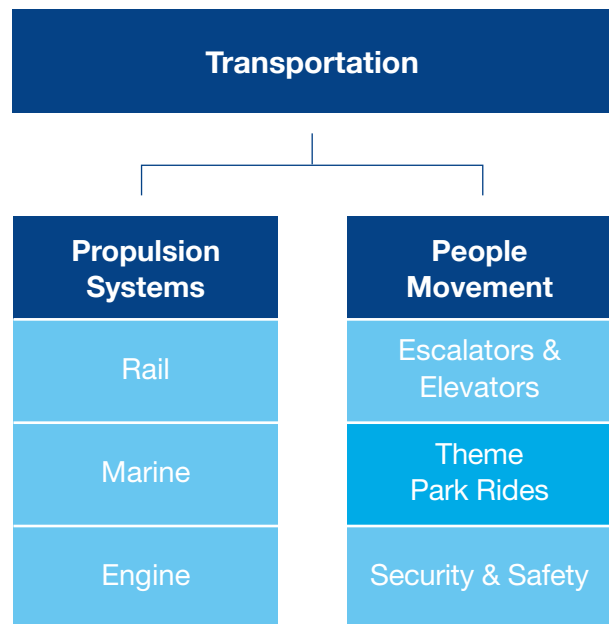 Transportation
Propulsion
Systems
Rail
Marine
Engine
People
Movement
Escalators &
Elevators
Theme
Park Rides
Security & Safety